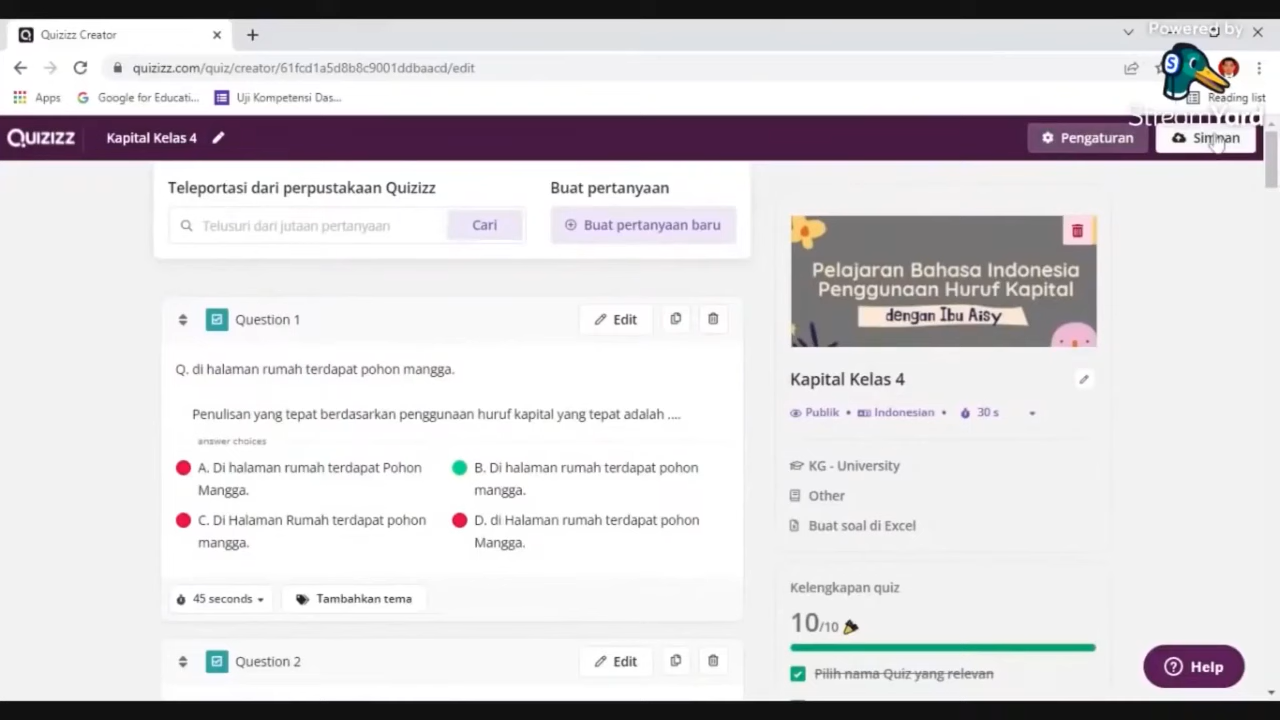 Quizizz Creator
Powered by
quizizz.com/quiz/creator/61fcd1a5d8b8c9001ddbaacd/edit
Apps
Google for Educati...
Uji Kompetensi Das...
Reading list
StreamYard
QUIZIZZ
Kapital Kelas 4
Pengaturan
Simpan
Teleportasi dari perpustakaan Quizizz
Buat pertanyaan
Telusuri dari jutaan pertanyaan
Cari
Buat pertanyaan baru
Question 1
Edit
Q. di halaman rumah terdapat pohon mangga.
Penulisan yang tepat berdasarkan penggunaan huruf kapital yang tepat adalah ....
answer choices
A. Di halaman rumah terdapat Pohon
Mangga.
B. Di halaman rumah terdapat pohon
mangga.
C. Di Halaman Rumah terdapat pohon
mangga.
D. di Halaman rumah terdapat pohon
Mangga.
45 seconds
Tambahkan tema
Question 2
Edit
Pelajaran Bahasa Indonesia
Penggunaan Huruf Kapital
dengan Ibu Aisy
Kapital Kelas 4
Publik • Indonesian • 30 s
KG - University
Other
Buat soal di Excel
Kelengkapan quiz
10/10
Pilih nama Quiz yang relevan
Help